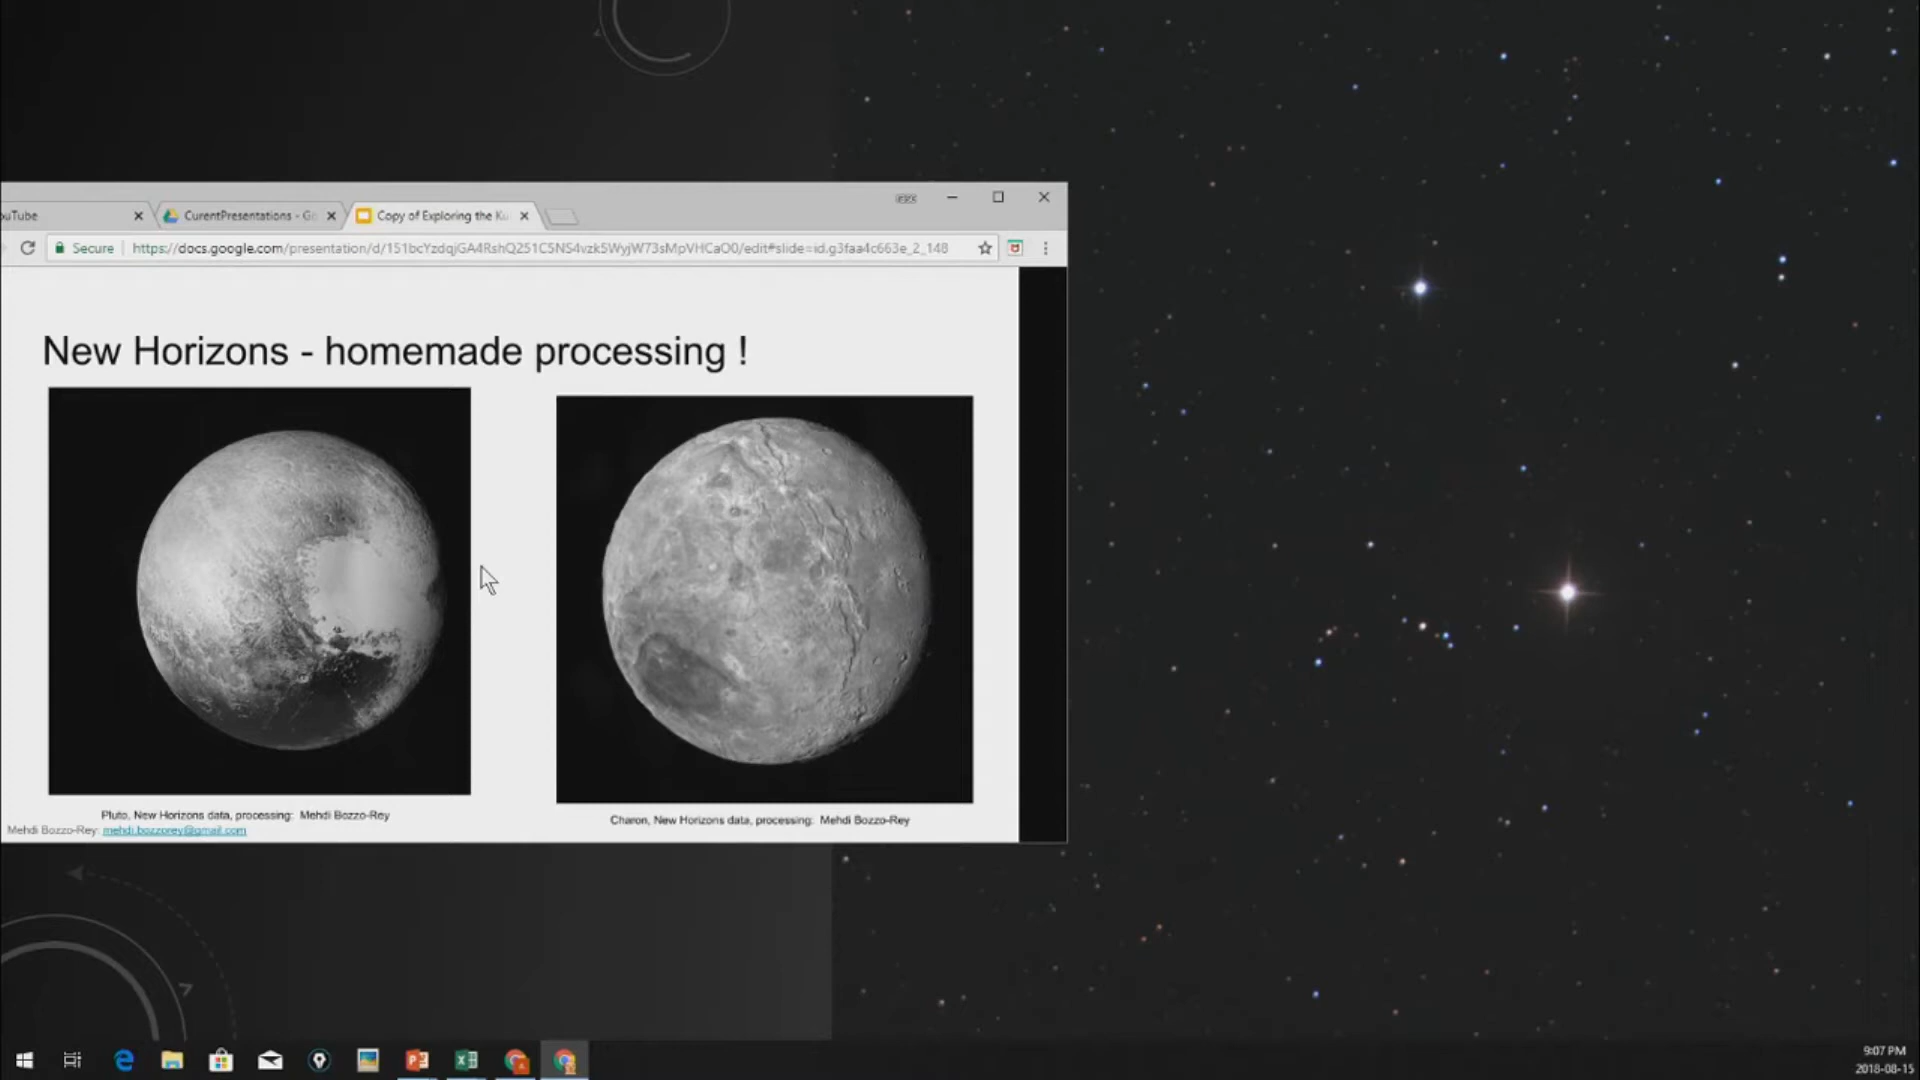 uTube
CurentPresentations - Go
Copy of Exploring the Ku
Secure
https://docs.google.com/presentation/d/151bcYzdqjGA4RshQ251C5NS4vzk5WyjW73sMpVHCaO0/edit#slide=id.g3faa4c663e_2_148
New Horizons - homemade processing !
Pluto, New Horizons data, processing: Mehdi Bozzo-Rey
Charon, New Horizons data, processing: Mehdi Bozzo-Rey
Mehdi Bozzo-Rey: mehdi.bozzorey@gmail.com
9:07 PM
2018-08-15